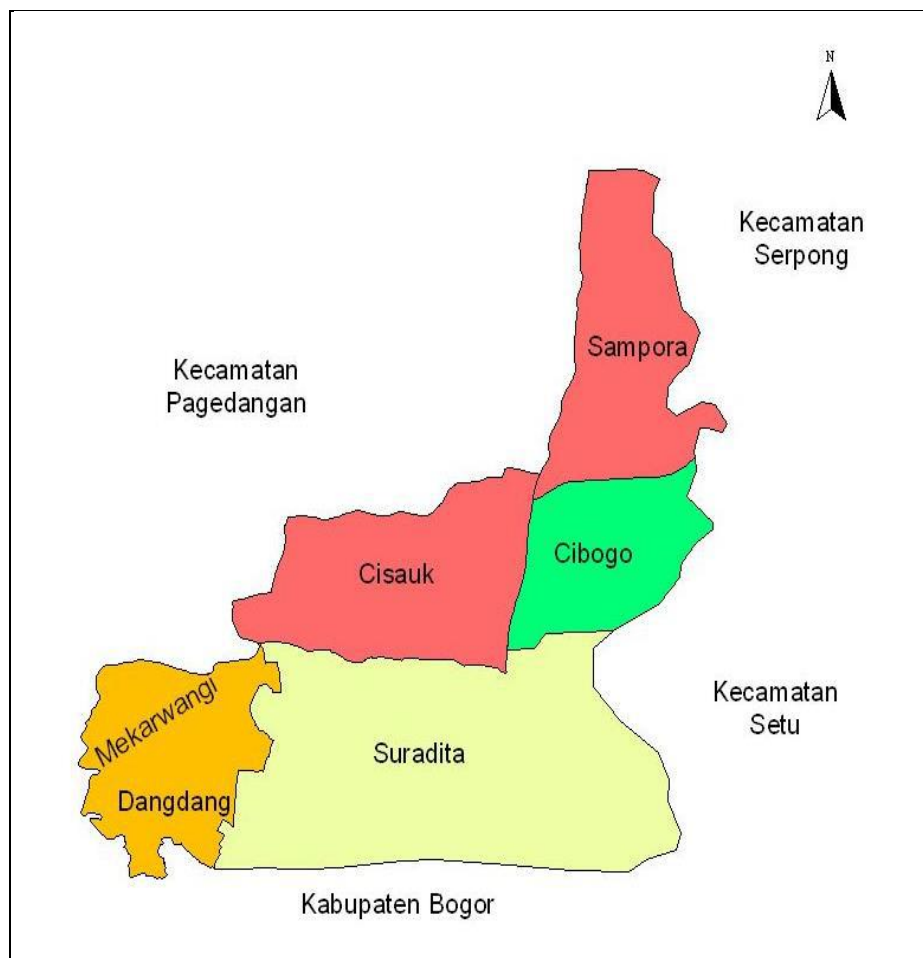 N
Kecamatan
Serpong
Sampora
Kecamatan
Pagedangan
Cibogo
Cisauk
Mekarwangi
Kecamatan
Setu
Suradita
Dangdang
Kabupaten Bogor